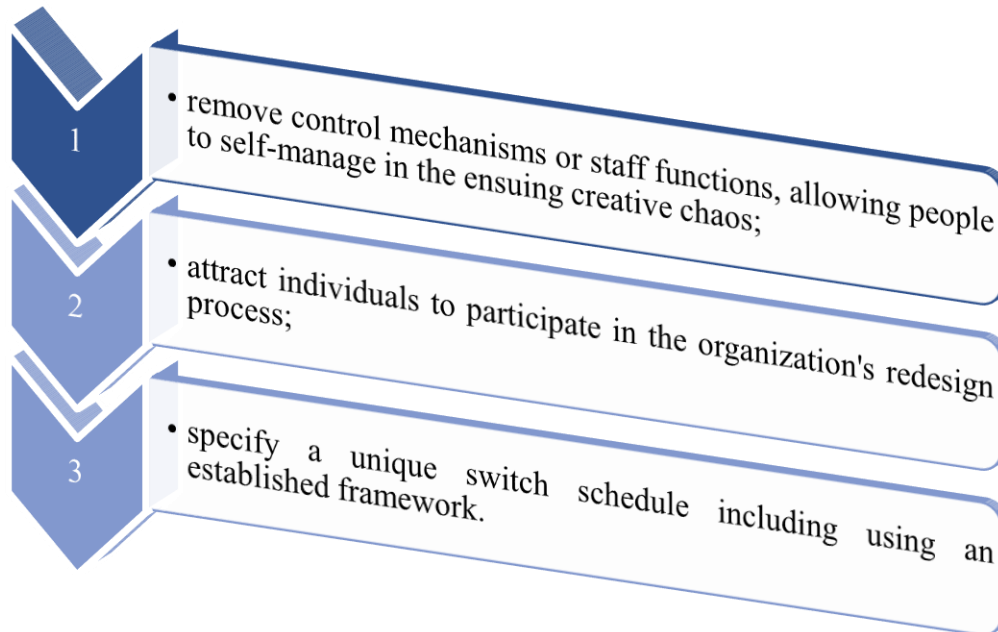 1
• remove control mechanisms or staff functions, allowing people
to self-manage in the ensuing creative chaos;
2
• attract individuals to participate in the organization's redesign
process;
3
• specify a unique switch schedule including using an
established framework.